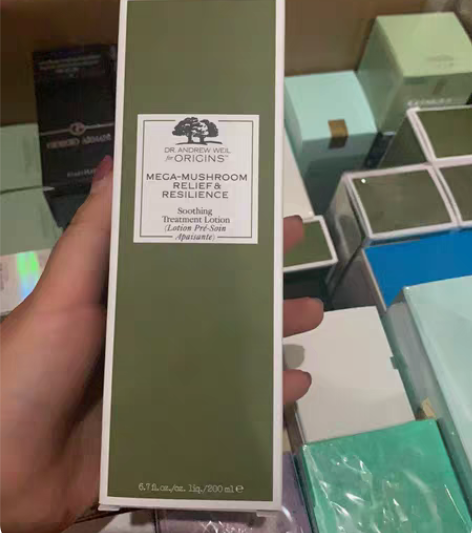 DR. ANDREW WEIL
for ORIGINS™
MEGA-MUSHROOM
RELIEF &
RESILIENCE
Soothing
Treatment Lotion
(Lotion Pré-Soin
Apaisante)
GIORGIO ARMANI
6.7 fl.oz./oz. liq./200 ml ℮